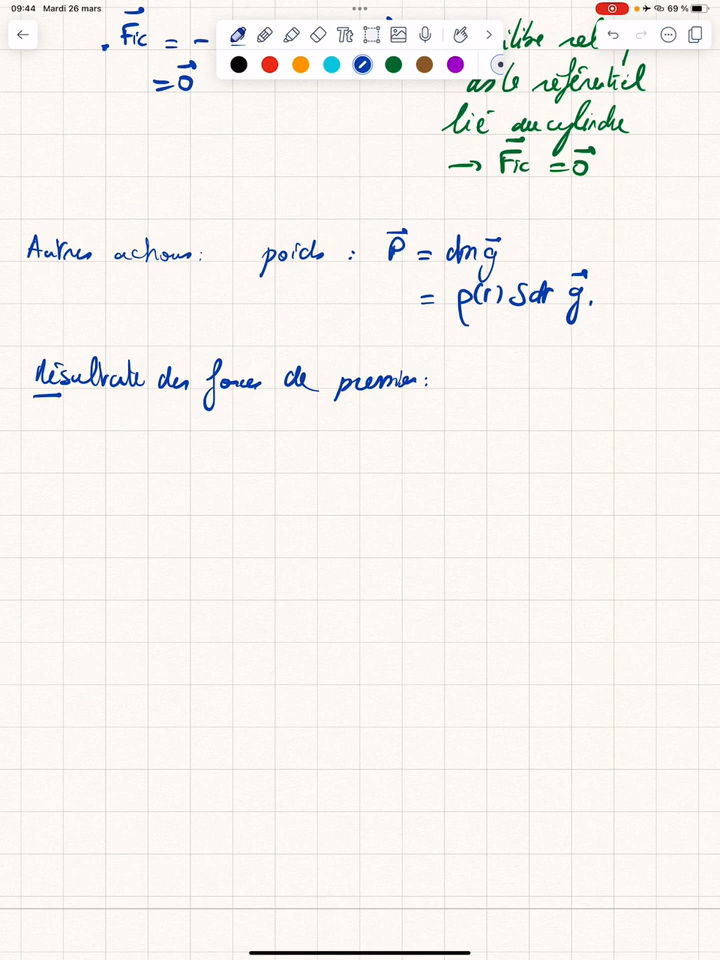 09:44 Mardi 26 mars
69 %
. Fic = -
= 0
libre rel
le référentiel
lié au cylindre
→ Fic = 0
Autres actions : poids : P = dm g
= ρ(r) S dr g.
Résultante des forces de pression :